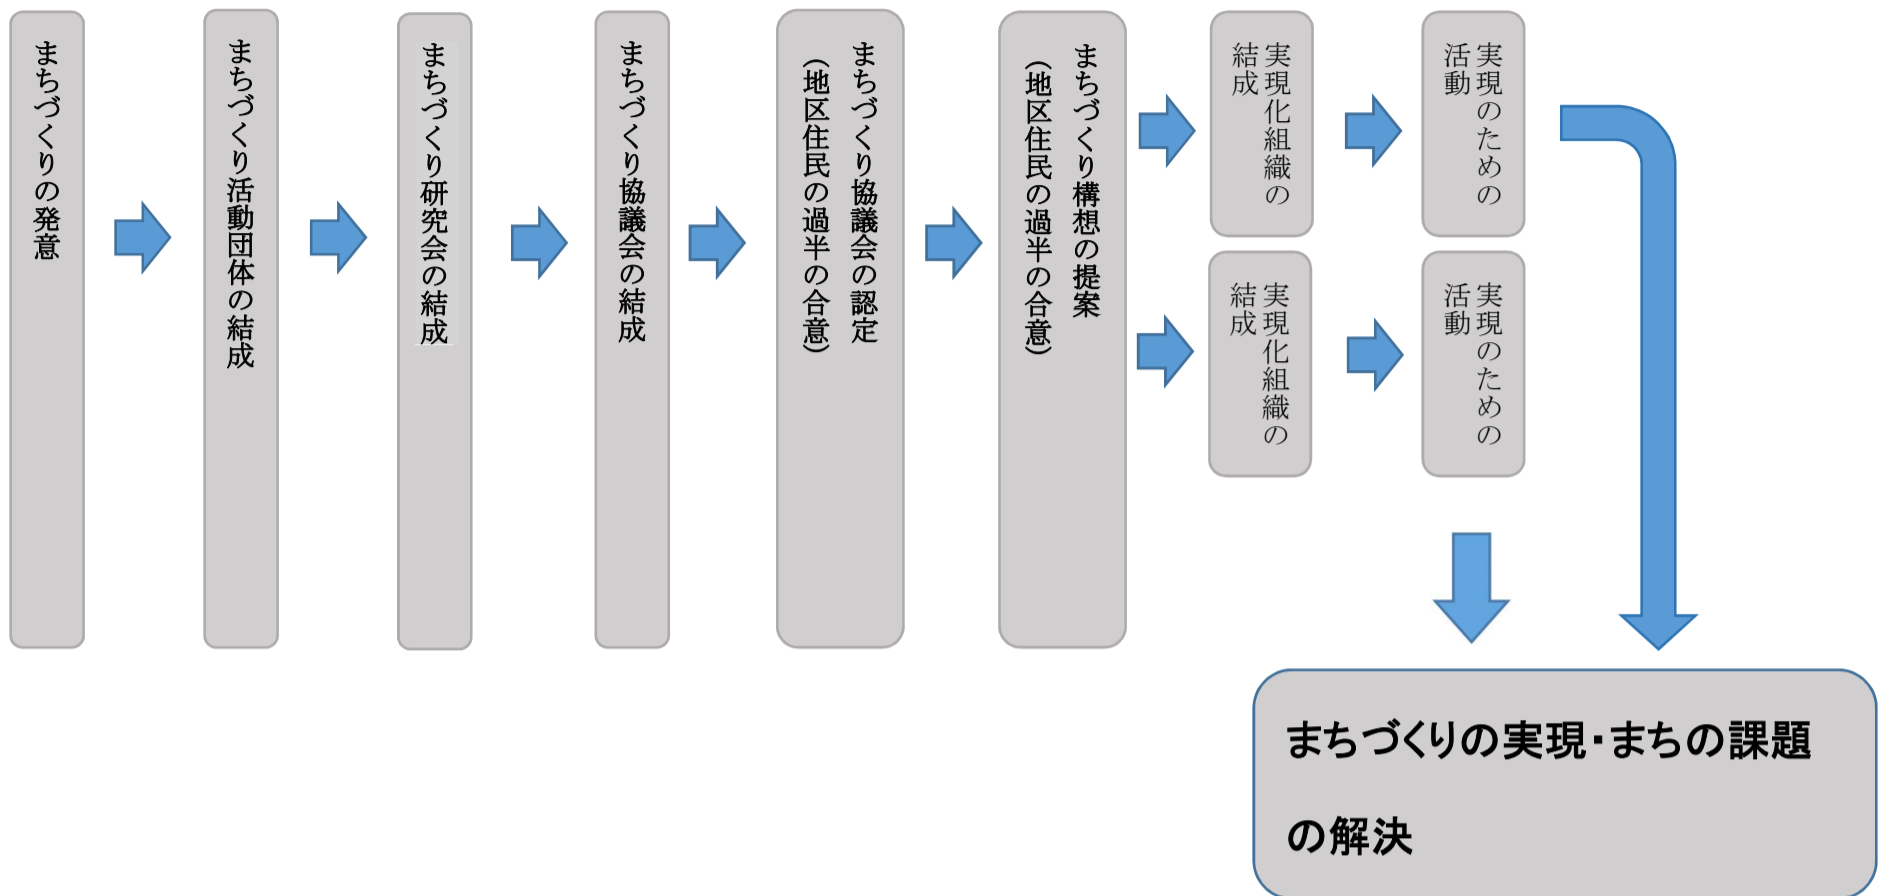 まちづくりの発意
まちづくり活動団体の結成
まちづくり研究会の結成
まちづくり協議会の結成
まちづくり協議会の認定
(地区住民の過半の合意)
まちづくり構想の提案
(地区住民の過半の合意)
実現化組織の
結成
実現のための
活動
実現化組織の
結成
実現のための
活動
まちづくりの実現・まちの課題
の解決